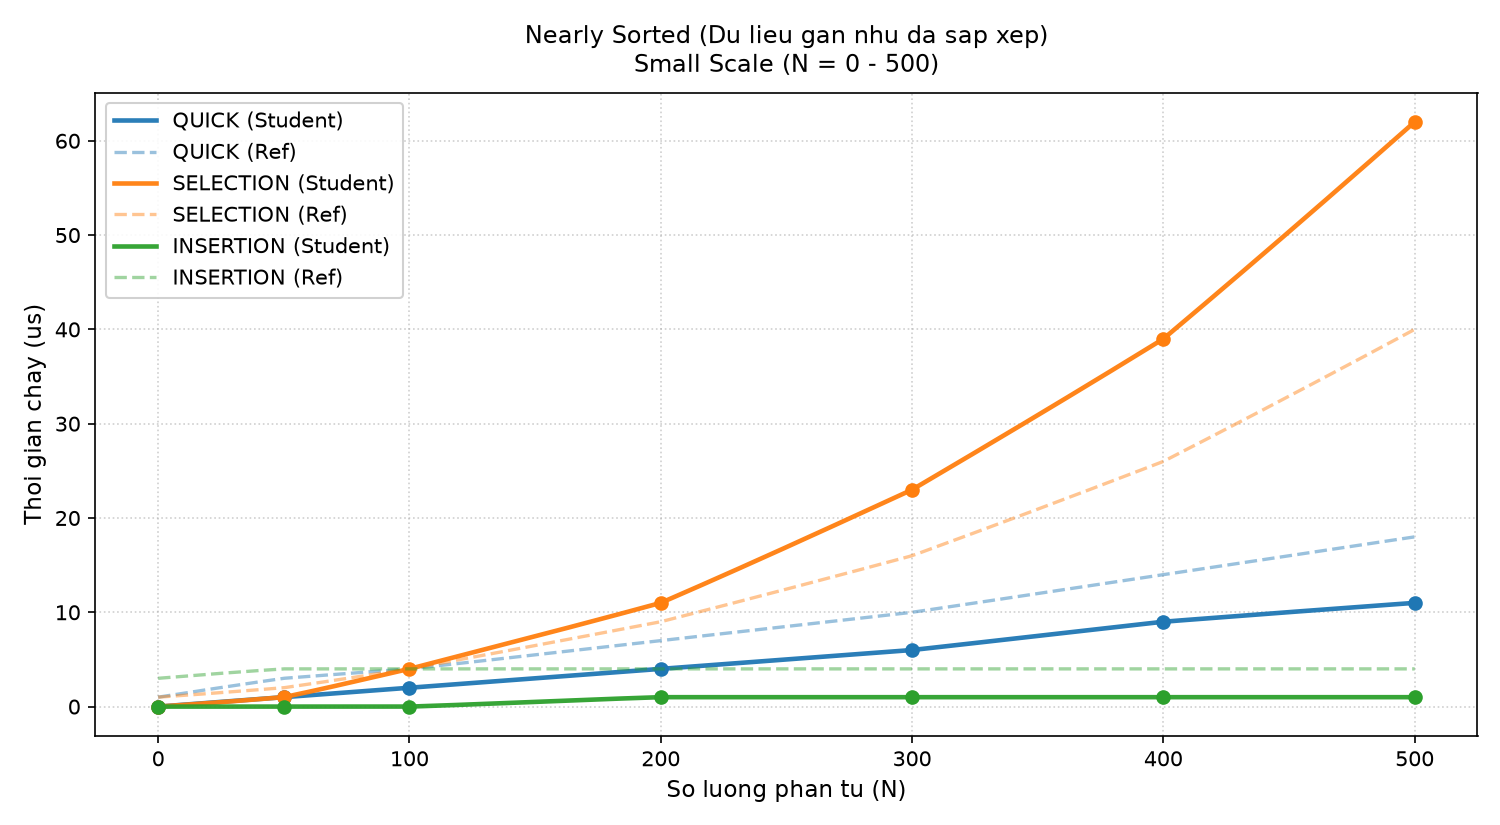 Nearly Sorted (Du lieu gan nhu da sap xep)
Small Scale (N = 0 - 500)
QUICK (Student)
QUICK (Ref)
SELECTION (Student)
SELECTION (Ref)
INSERTION (Student)
INSERTION (Ref)
Thoi gian chay (us)
60
50
40
30
20
10
0
0 100 200 300 400 500
So luong phan tu (N)